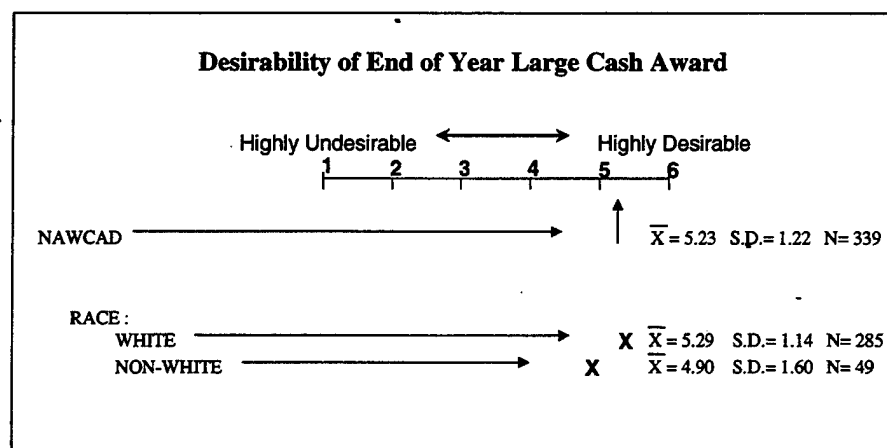 Desirability of End of Year Large Cash Award
Highly Undesirable Highly Desirable
1 2 3 4 5 6
NAWCAD X̅ = 5.23 S.D.= 1.22 N= 339
RACE :
WHITE X X̅ = 5.29 S.D.= 1.14 N= 285
NON-WHITE X X̅ = 4.90 S.D.= 1.60 N= 49